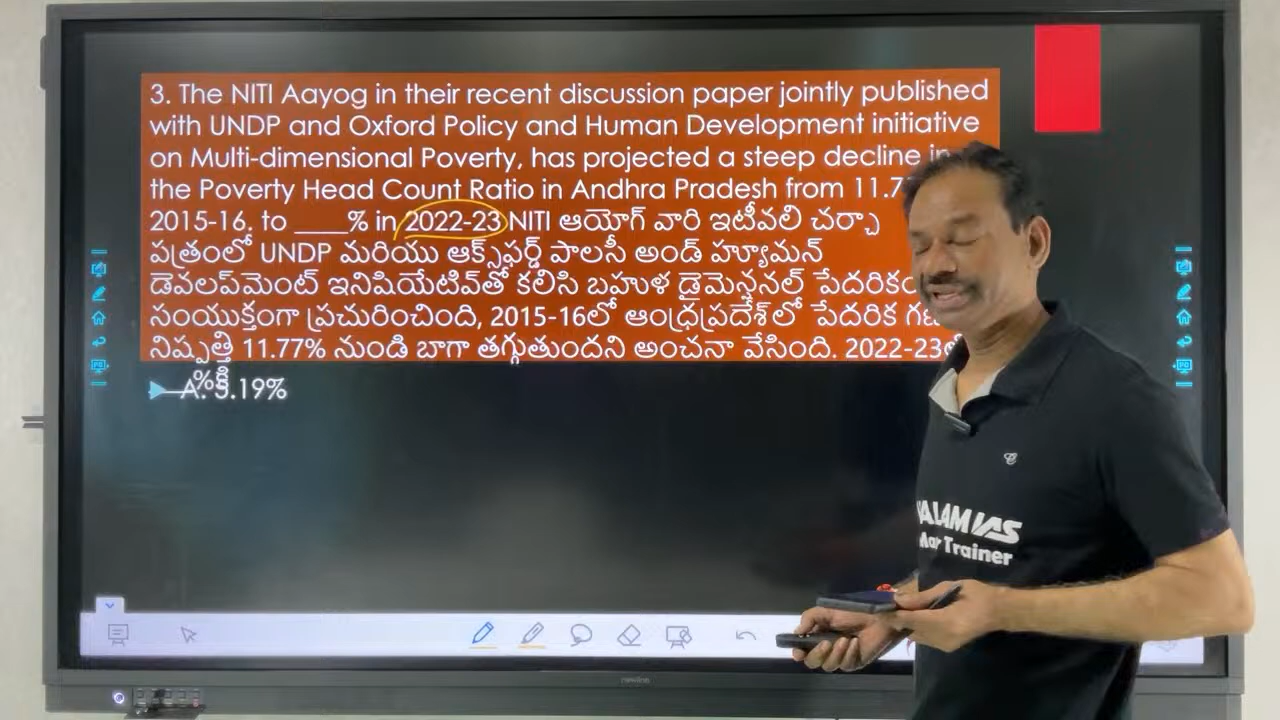 3. The NITI Aayog in their recent discussion paper jointly published
with UNDP and Oxford Policy and Human Development initiative
on Multi-dimensional Poverty, has projected a steep decline in
the Poverty Head Count Ratio in Andhra Pradesh from 11.7
2015-16. to ____% in 2022-23 NITI ఆయోగ్ వారి ఇటీవలి చర్చా
పత్రంలో UNDP మరియు ఆక్స్‌ఫర్డ్ పాలసీ అండ్ హ్యూమన్
డెవలప్‌మెంట్ ఇనిషియేటివ్‌తో కలిసి బహుళ డైమెన్షనల్ పేదరికం
సంయుక్తంగా ప్రచురించింది, 2015-16లో ఆంధ్రప్రదేశ్‌లో పేదరిక
నిష్పత్తి 11.77% నుండి బాగా తగ్గుతుందని అంచనా వేసింది. 2022-23లో
%కి
A. 3.19%
ALAM IAS
Trainer
newline